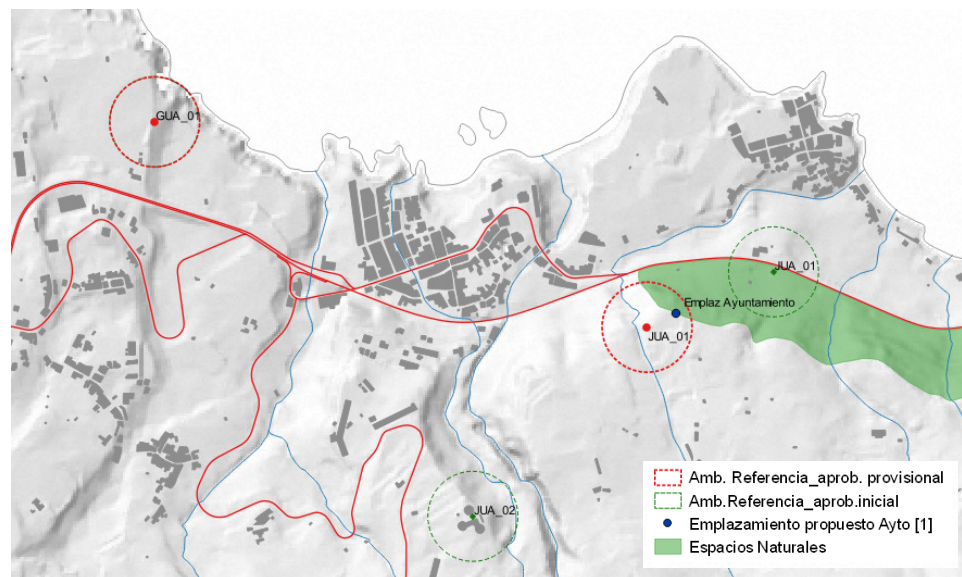 GUA_01
JUA_01
Emplaz Ayuntamiento
JUA_01
JUA_02
Amb. Referencia_aprob. provisional
Amb.Referencia_aprob.inicial
Emplazamiento propuesto Ayto [1]
Espacios Naturales